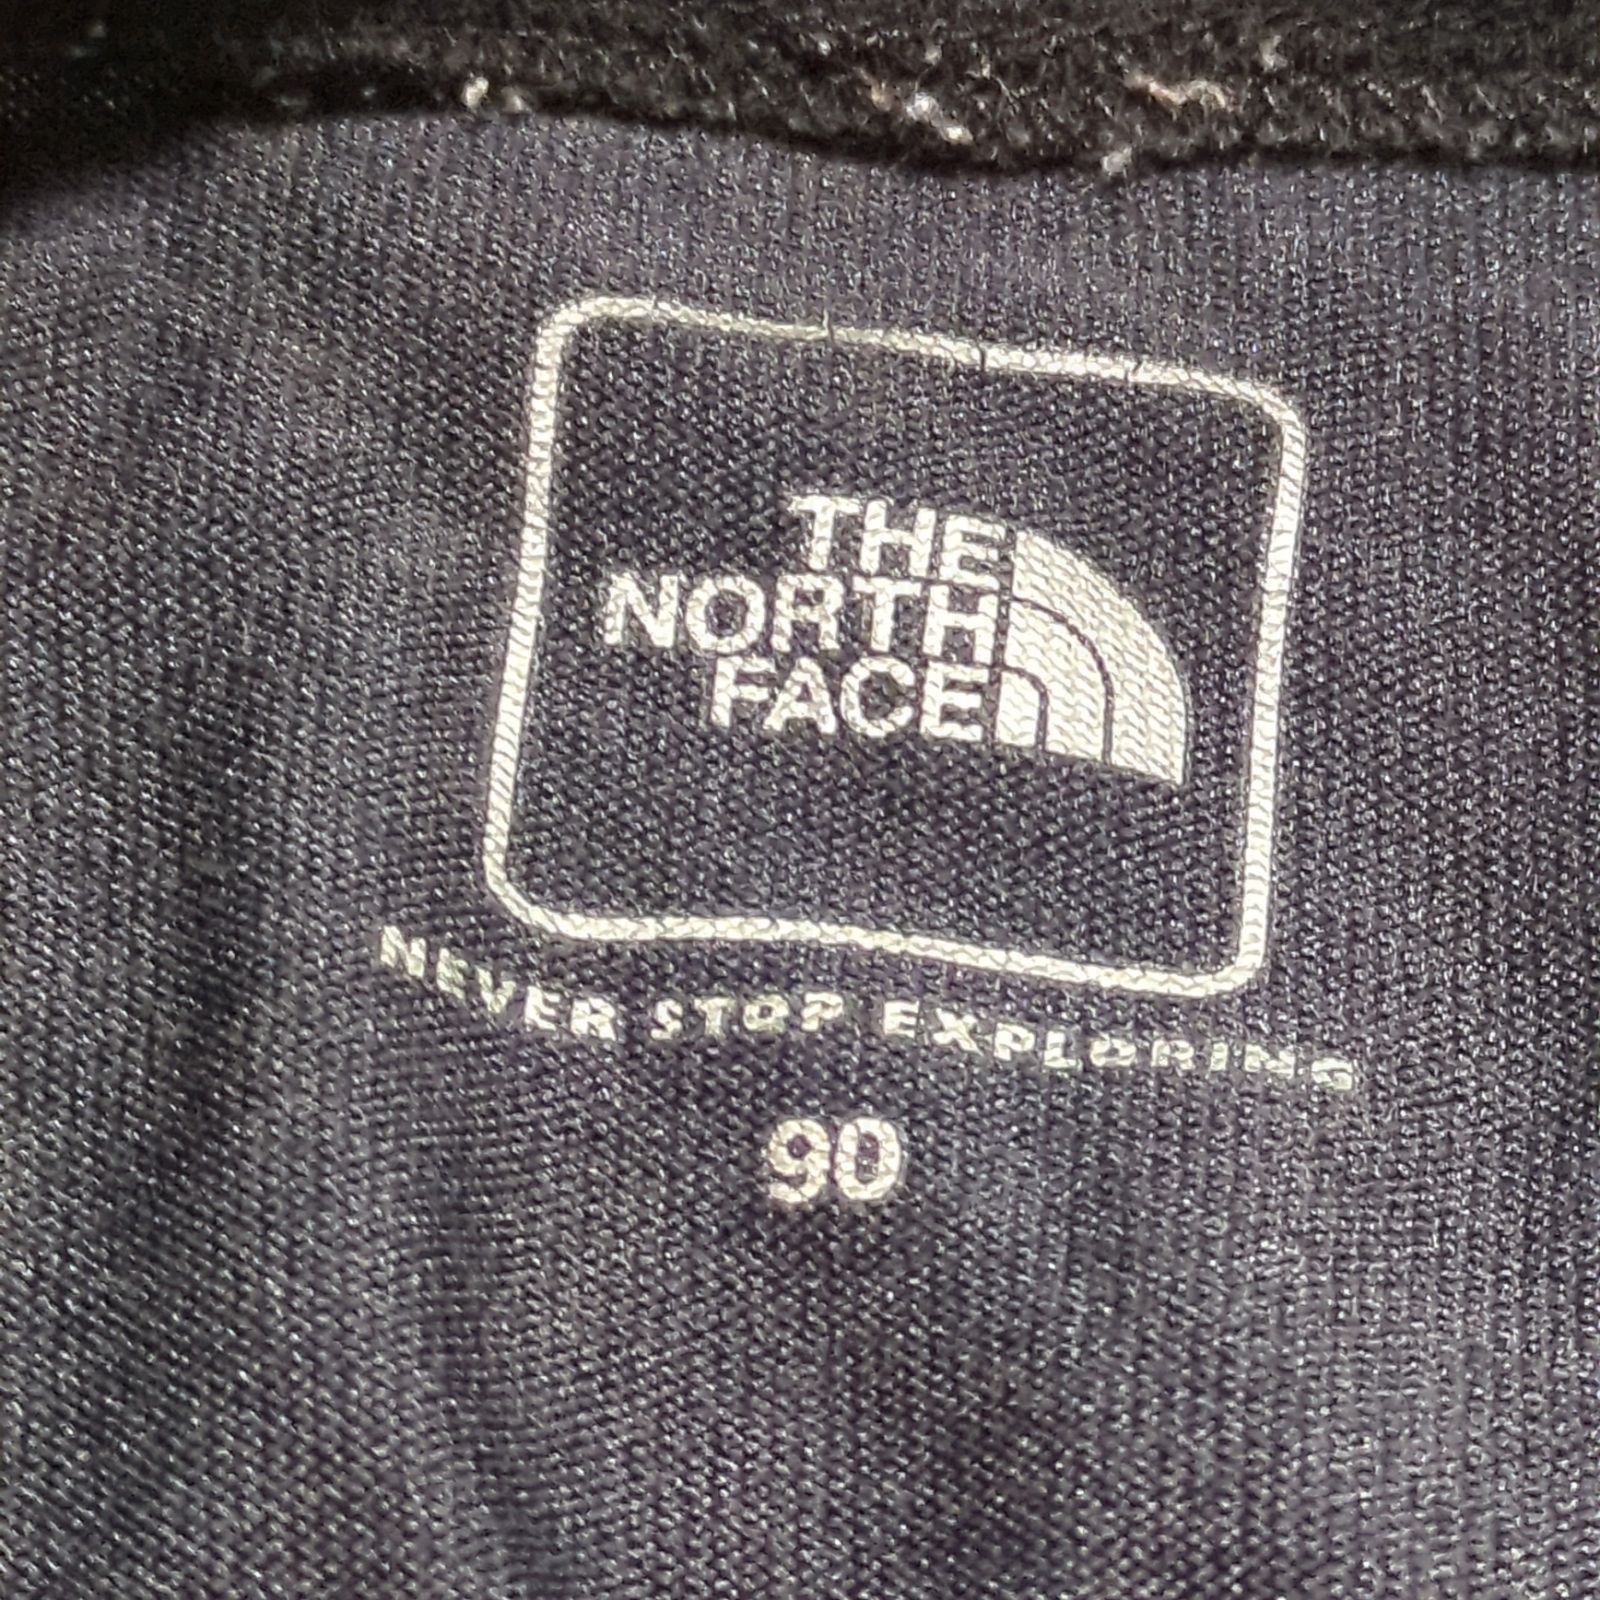 THE
NORTH
FACE
NEVER STOP EXPLORING
90